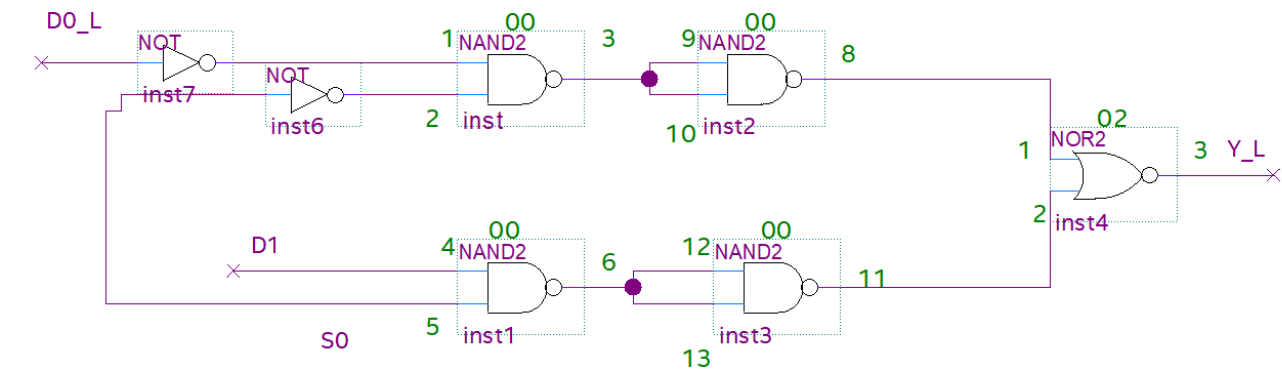 D0_L
NOT
inst7
NOT
inst6
1
00
NAND2
3
2
inst
9
00
NAND2
8
10
inst2
02
NOR2
1
3
Y_L
2
inst4
D1
4
00
NAND2
6
5
inst1
S0
12
00
NAND2
11
inst3
13